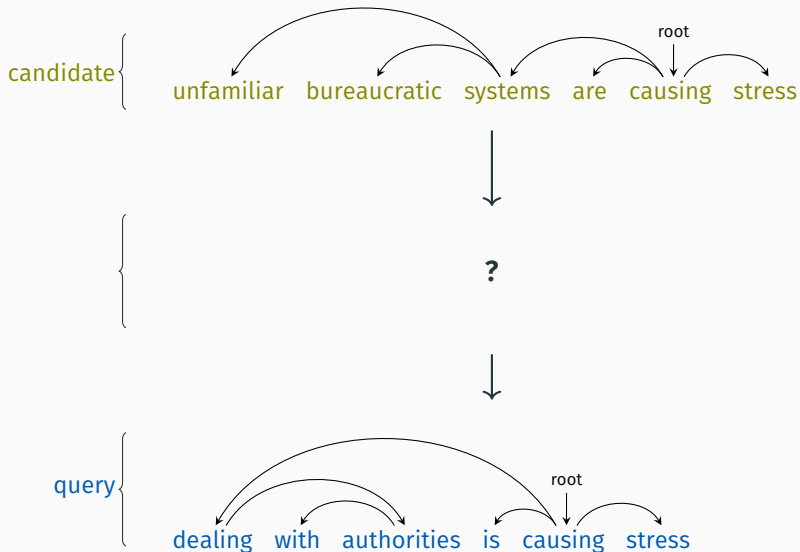 root
candidate
unfamiliar bureaucratic systems are causing stress
?
query
root
dealing with authorities is causing stress